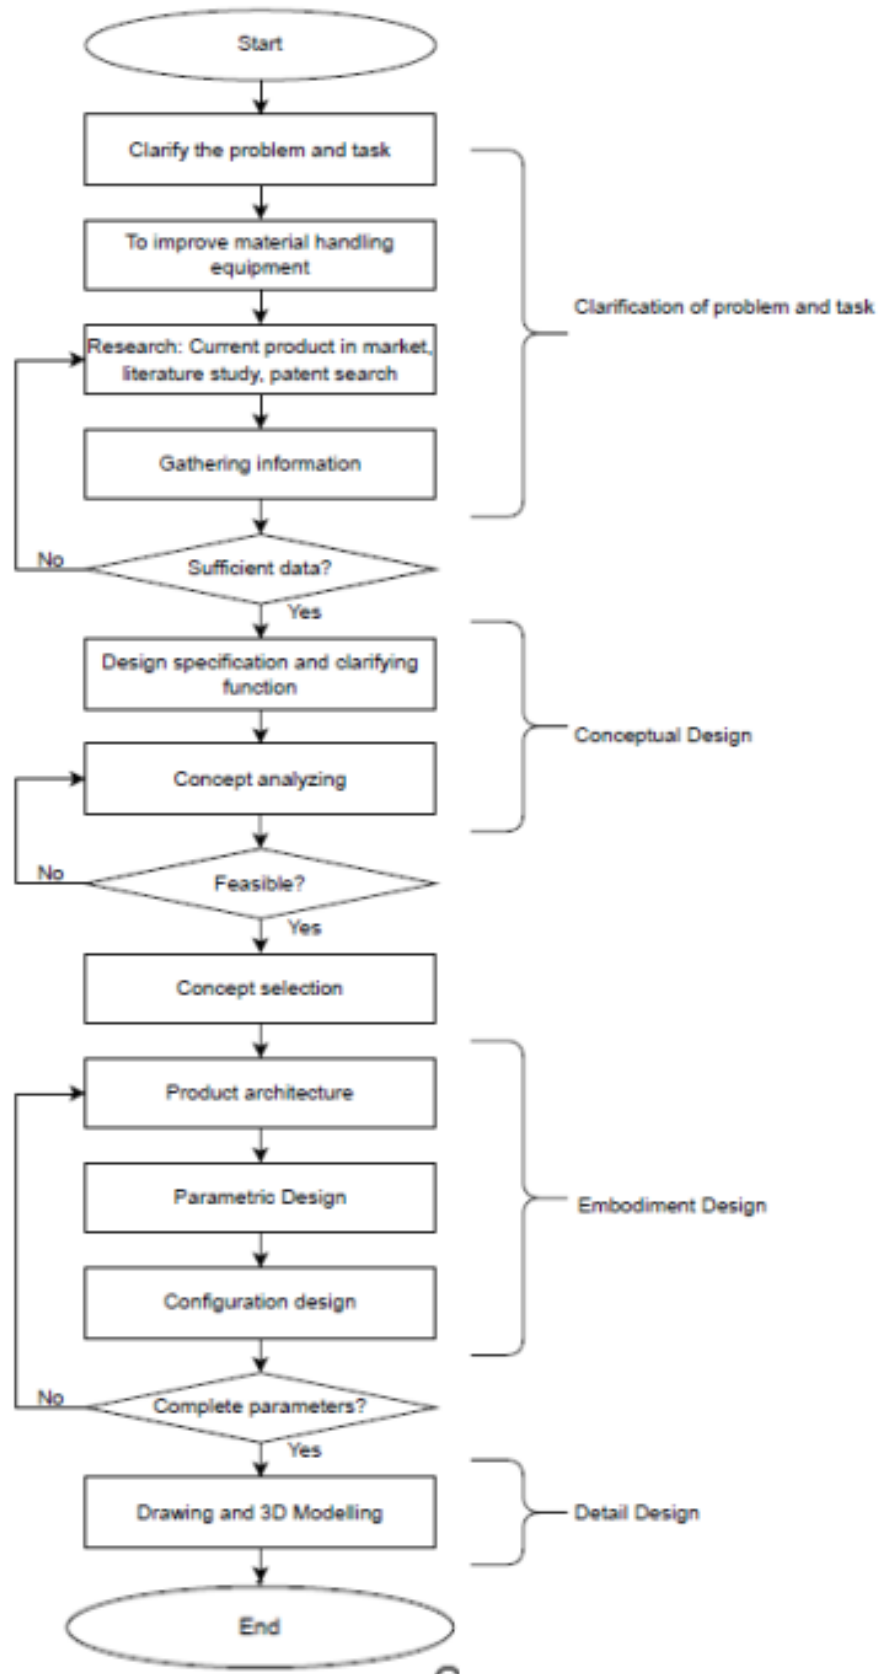 Start
Clarify the problem and task
To improve material handling
equipment
Clarification of problem and task
Research: Current product in market,
literature study, patent search
Gathering information
Sufficient data?
No
Yes
Design specification and clarifying
function
Conceptual Design
Concept analyzing
Feasible?
No
Yes
Concept selection
Product architecture
Parametric Design
Embodiment Design
Configuration design
Complete parameters?
No
Yes
Drawing and 3D Modelling
Detail Design
End